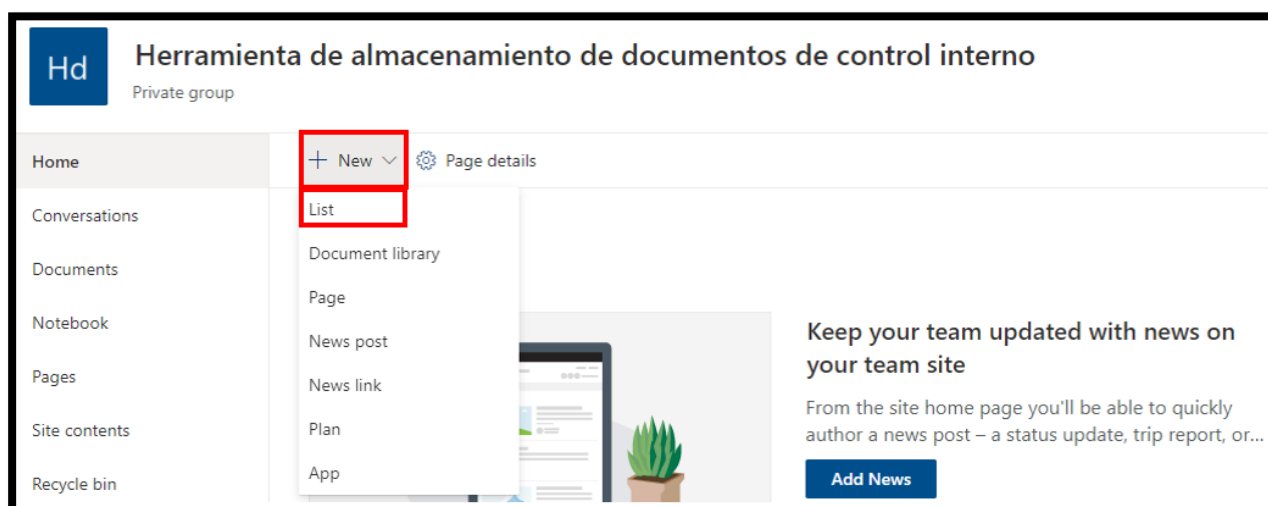 Hd
Herramienta de almacenamiento de documentos de control interno
Private group
Home
Conversations
Documents
Notebook
Pages
Site contents
Recycle bin
+ New
Page details
List
Document library
Page
News post
News link
Plan
App
Keep your team updated with news on
your team site
From the site home page you'll be able to quickly
author a news post – a status update, trip report, or...
Add News